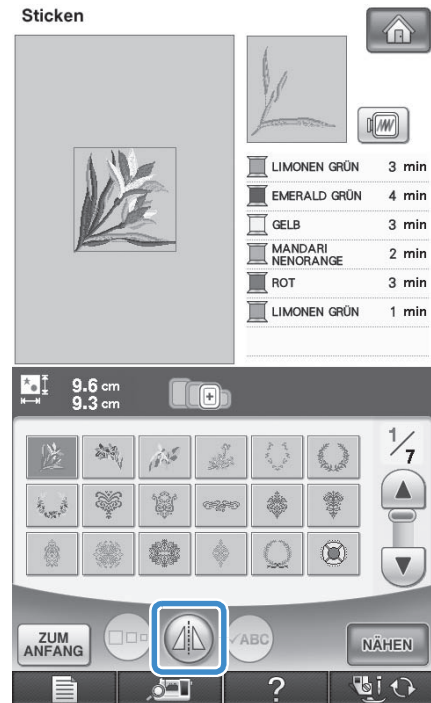 Sticken
LIMONEN GRÜN 3 min
EMERALD GRÜN 4 min
GELB 3 min
MANDARI
NENORANGE 2 min
ROT 3 min
LIMONEN GRÜN 1 min
9.6 cm
9.3 cm
1/7
ZUM
ANFANG
ABC
NÄHEN
?